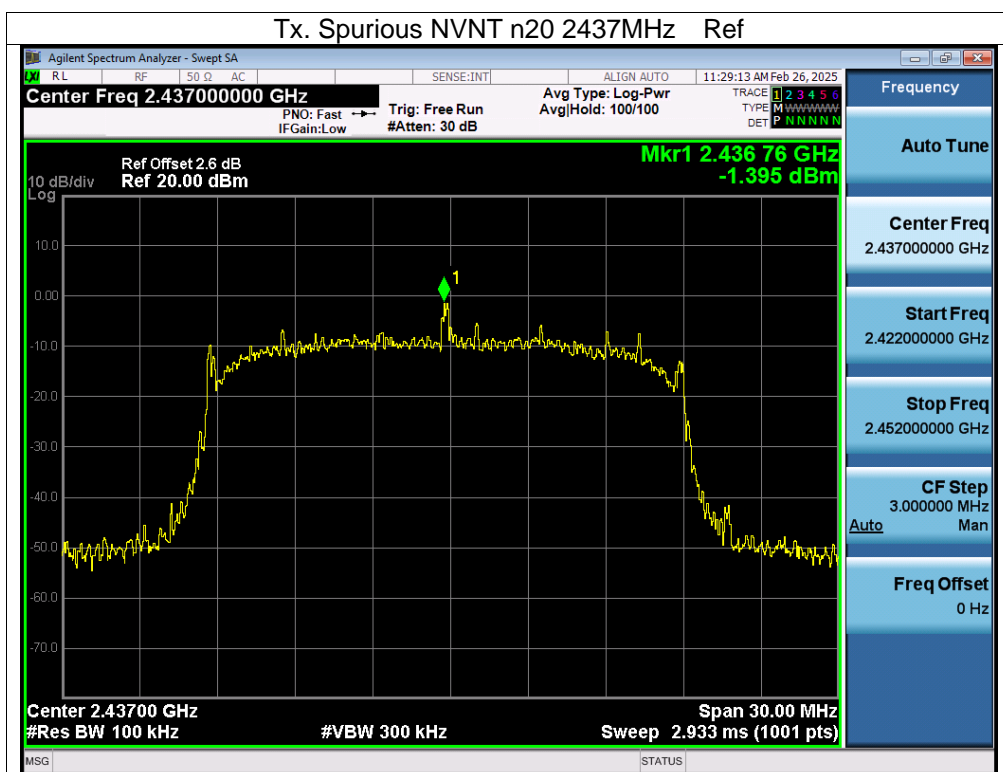 Tx. Spurious NVNT n20 2437MHz Ref
Agilent Spectrum Analyzer - Swept SA
LXI RL RF 50 Ω AC SENSE:INT ALIGN AUTO 11:29:13 AM Feb 26, 2025
Center Freq 2.437000000 GHz
PNO: Fast
IFGain:Low
Trig: Free Run
#Atten: 30 dB
Avg Type: Log-Pwr
Avg|Hold: 100/100
TRACE 1 2 3 4 5 6
TYPE M WWWWW
DET P N N N N N
Mkr1 2.436 76 GHz
-1.395 dBm
Ref Offset 2.6 dB
10 dB/div Ref 20.00 dBm
Log
10.0
0.00
-10.0
-20.0
-30.0
-40.0
-50.0
-60.0
-70.0
1
Center 2.43700 GHz Span 30.00 MHz
#Res BW 100 kHz #VBW 300 kHz Sweep 2.933 ms (1001 pts)
MSG STATUS
Frequency
Auto Tune
Center Freq
2.437000000 GHz
Start Freq
2.422000000 GHz
Stop Freq
2.452000000 GHz
CF Step
3.000000 MHz
Auto Man
Freq Offset
0 Hz